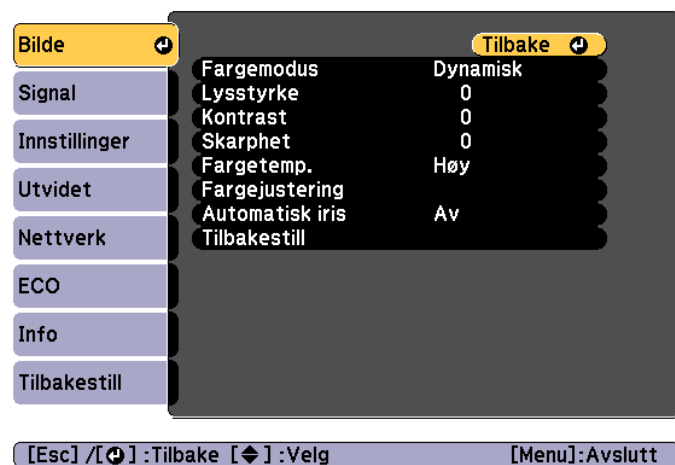 Bilde
Tilbake
Fargemodus Dynamisk
Signal
Lysstyrke 0
Kontrast 0
Innstillinger
Skarphet 0
Fargetemp. Høy
Utvidet
Fargejustering
Automatisk iris Av
Nettverk
Tilbakestill
ECO
Info
Tilbakestill
[Esc] /[ ] :Tilbake [ ] :Velg [Menu]:Avslutt